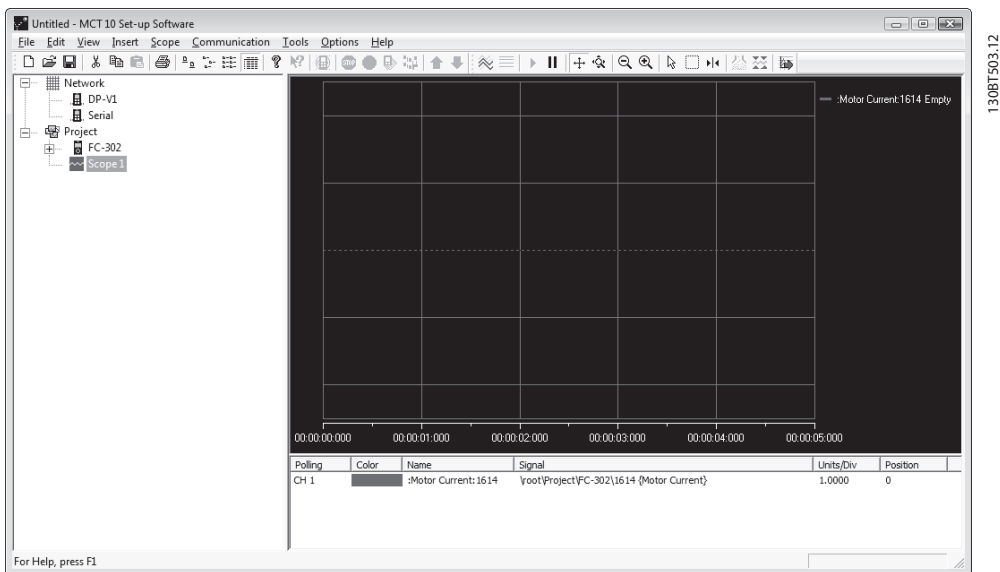 Untitled - MCT 10 Set-up Software
File Edit View Insert Scope Communication Tools Options Help
Network
DP-V1
Serial
Project
FC-302
Scope1
:Motor Current:1614 Empty
00:00:00:000 00:00:01:000 00:00:02:000 00:00:03:000 00:00:04:000 00:00:05:000
Polling Color Name Signal Units/Div Position
CH 1 :Motor Current: 1614 \root\Project\FC-302\1614 {Motor Current} 1.0000 0
For Help, press F1
130BT503.12